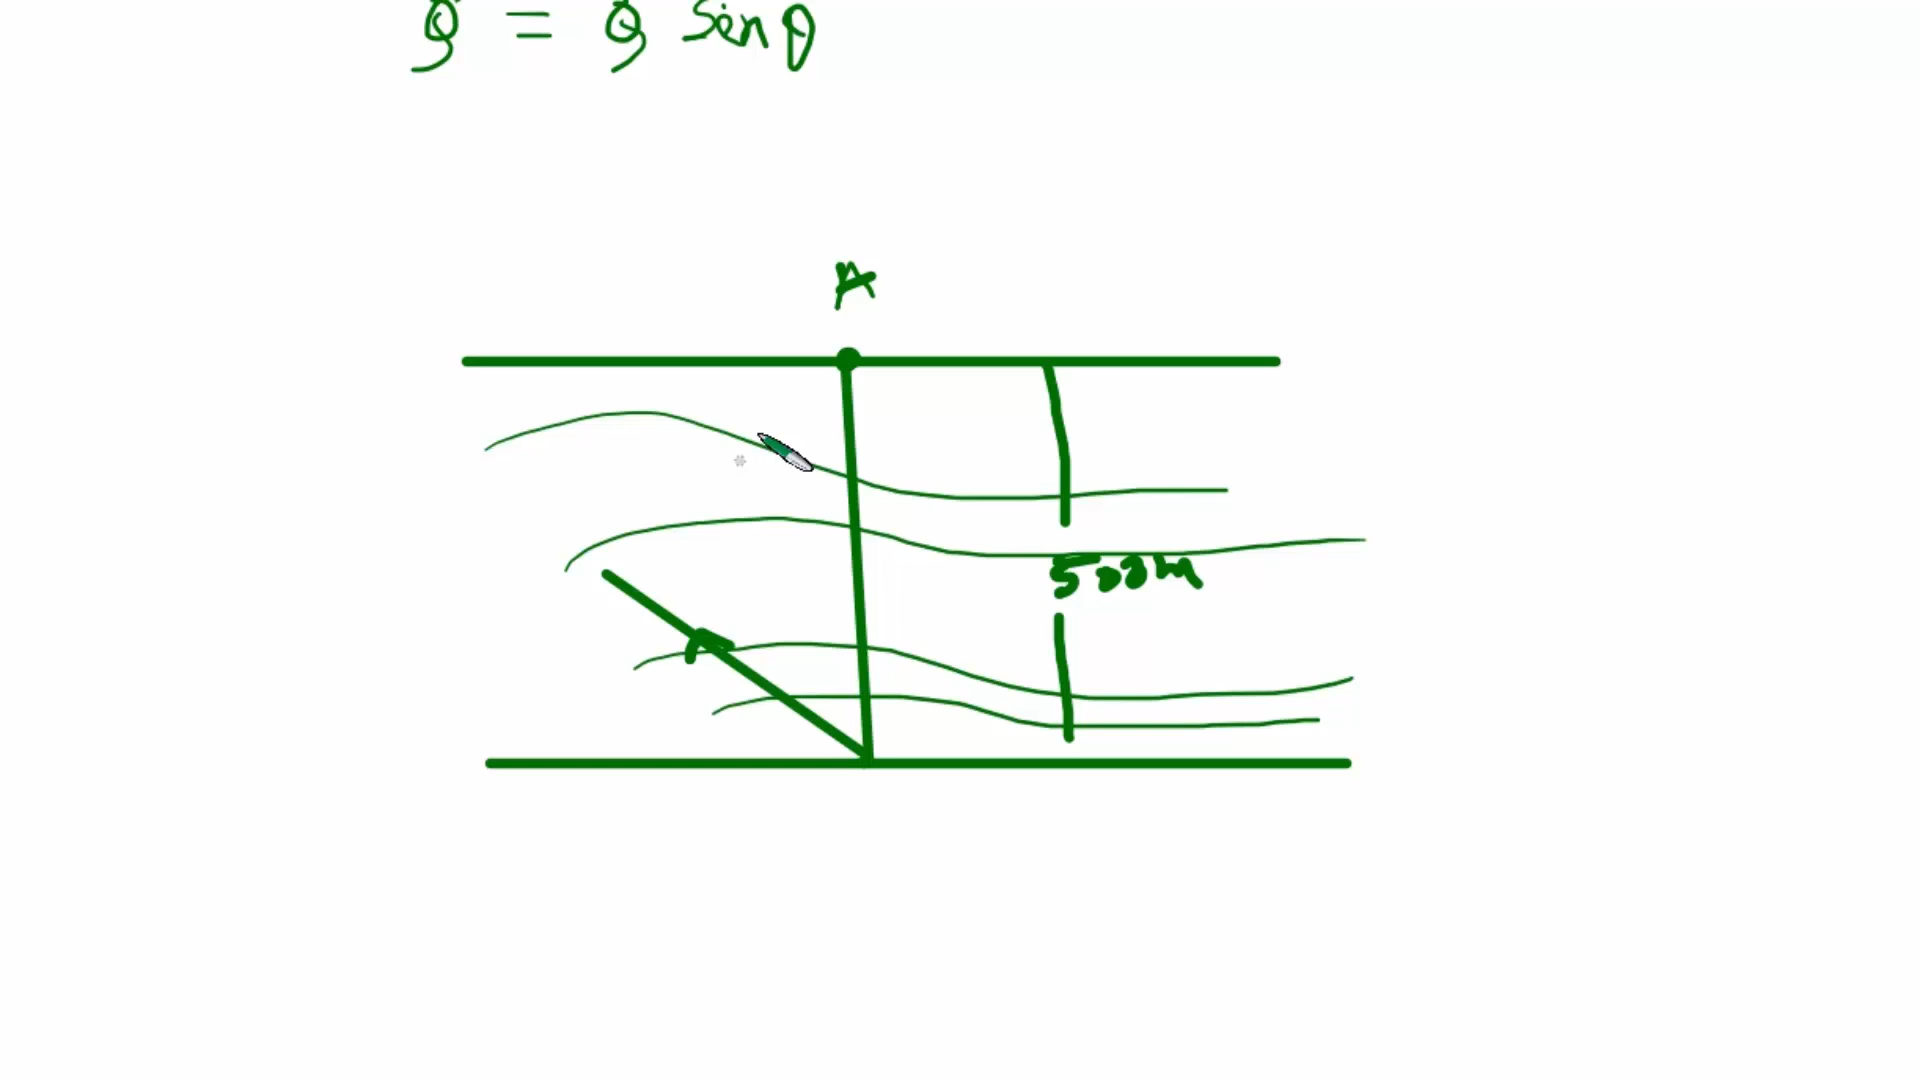 Q = Q Sin θ
A
500m